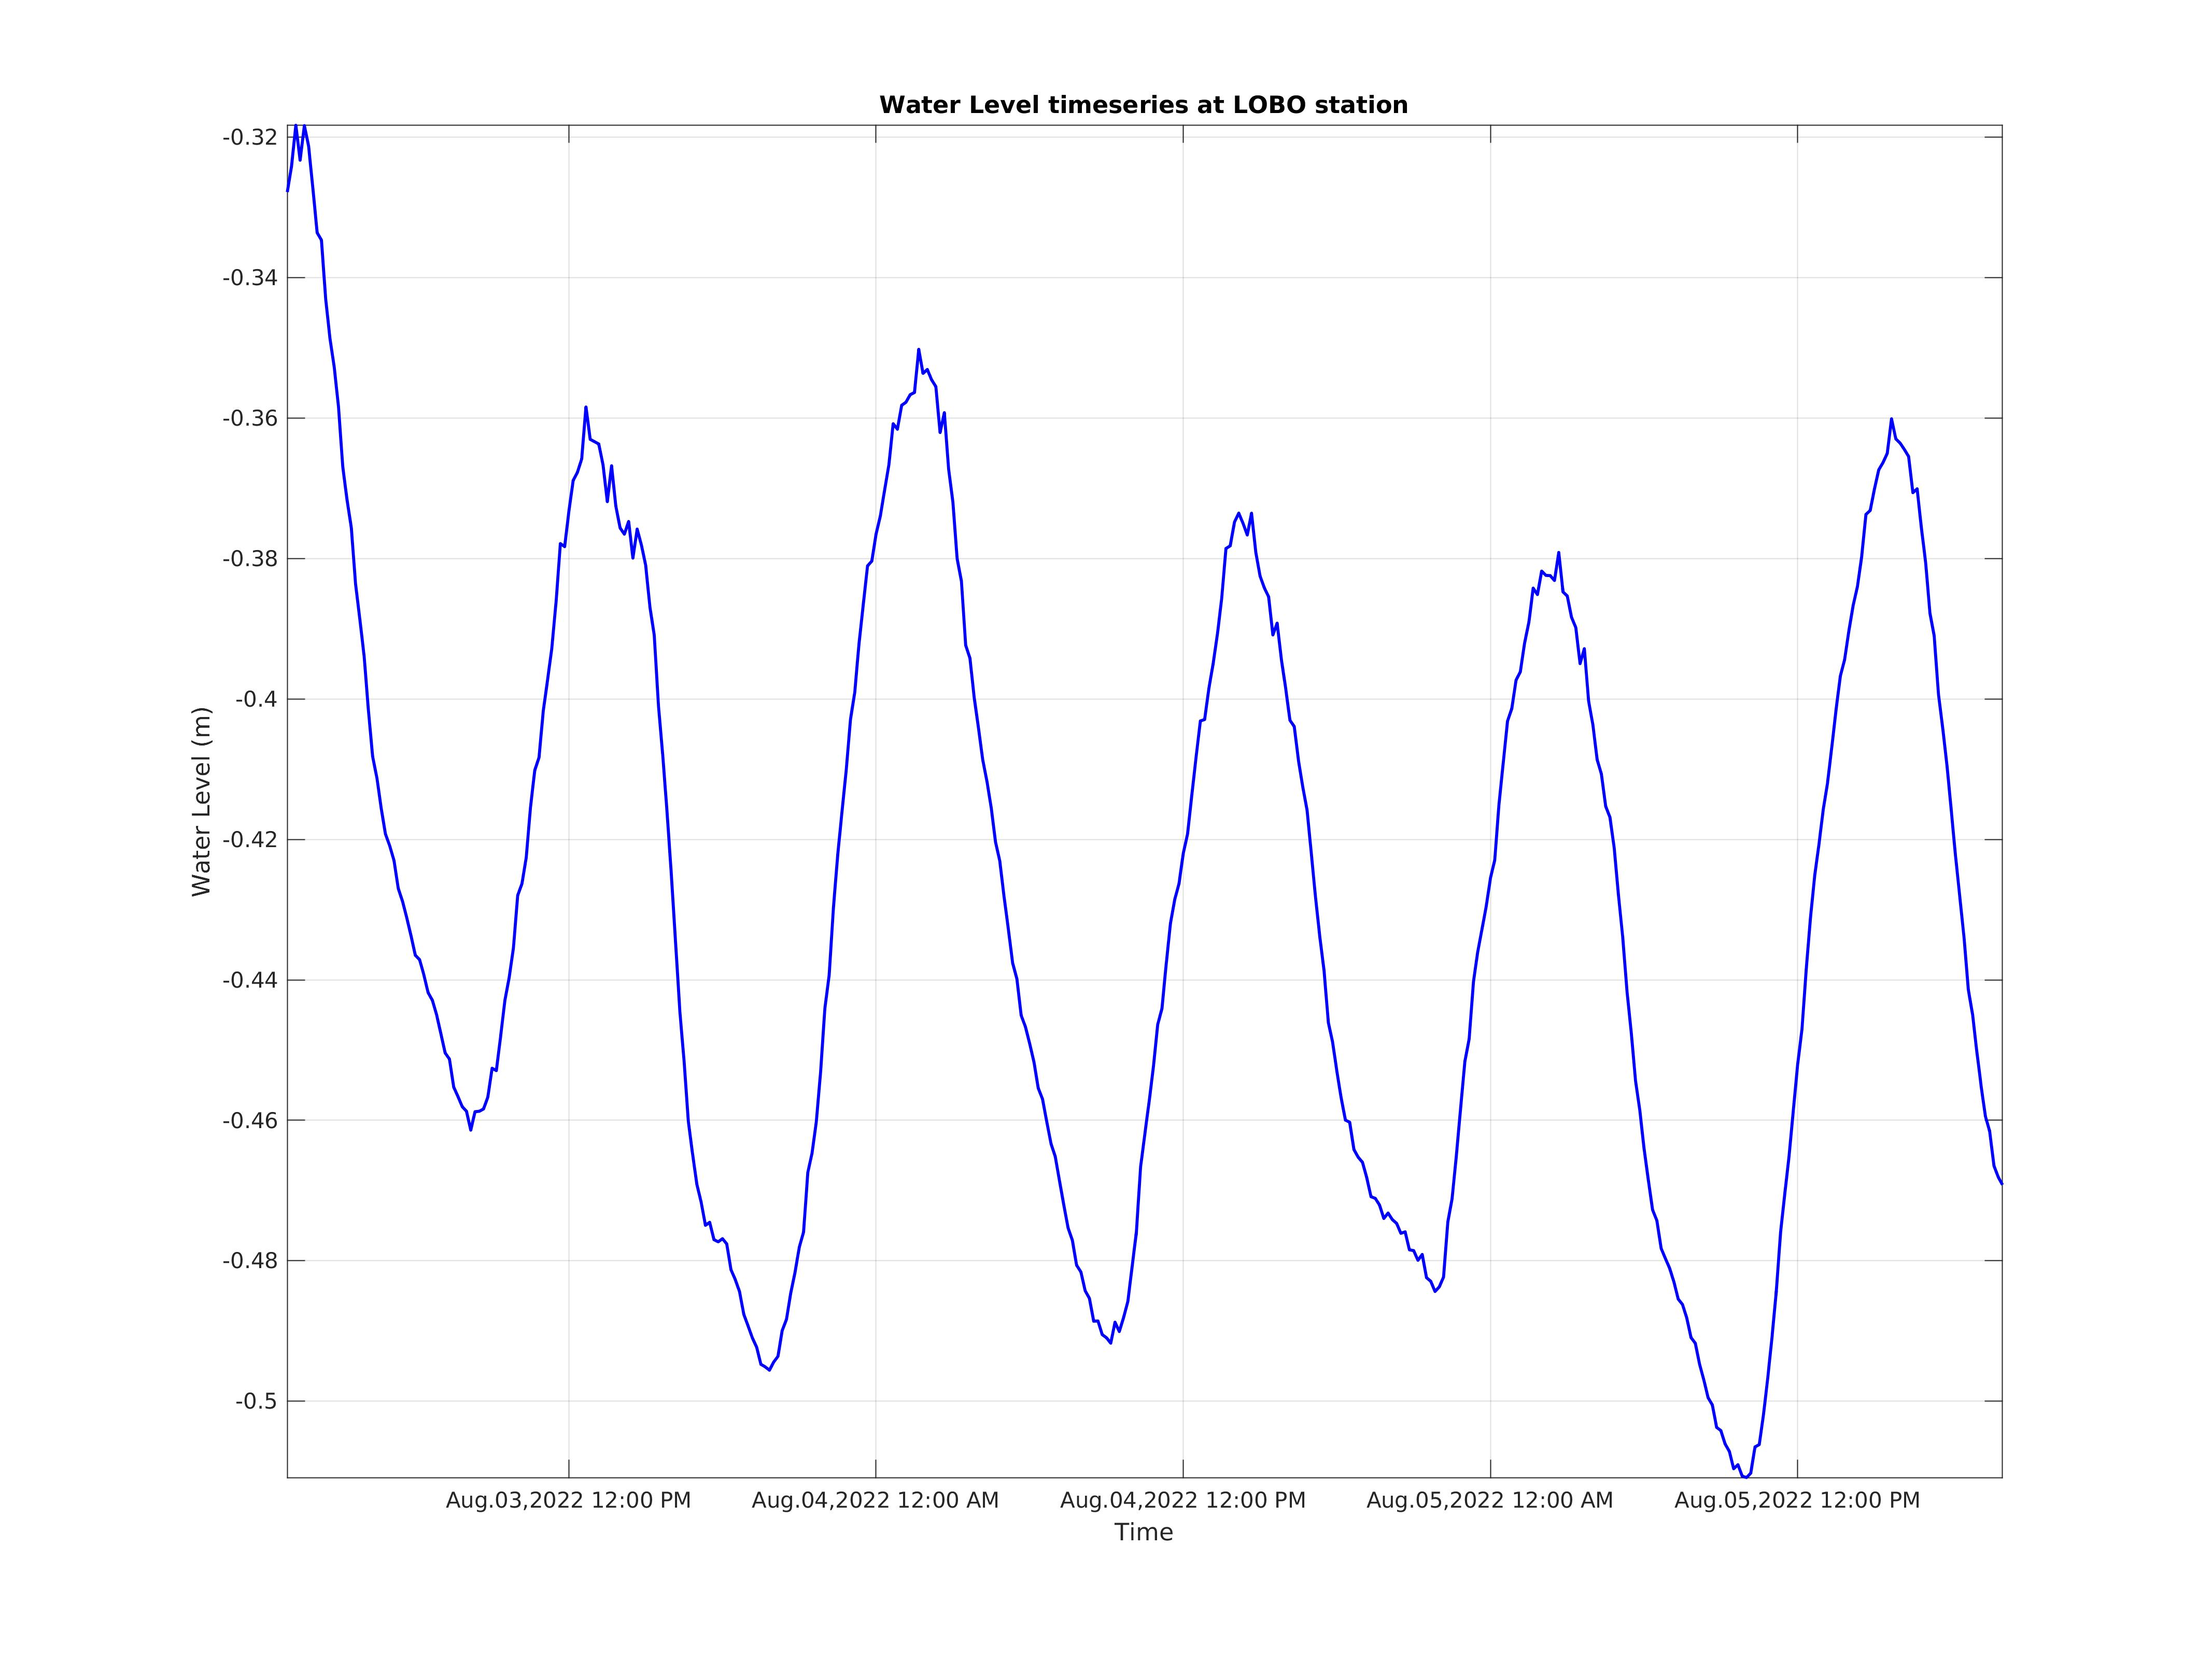 Water Level timeseries at LOBO station
-0.32
-0.34
-0.36
-0.38
-0.4
-0.42
-0.44
-0.46
-0.48
-0.5
Water Level (m)
Aug.03,2022 12:00 PM
Aug.04,2022 12:00 AM
Aug.04,2022 12:00 PM
Aug.05,2022 12:00 AM
Aug.05,2022 12:00 PM
Time